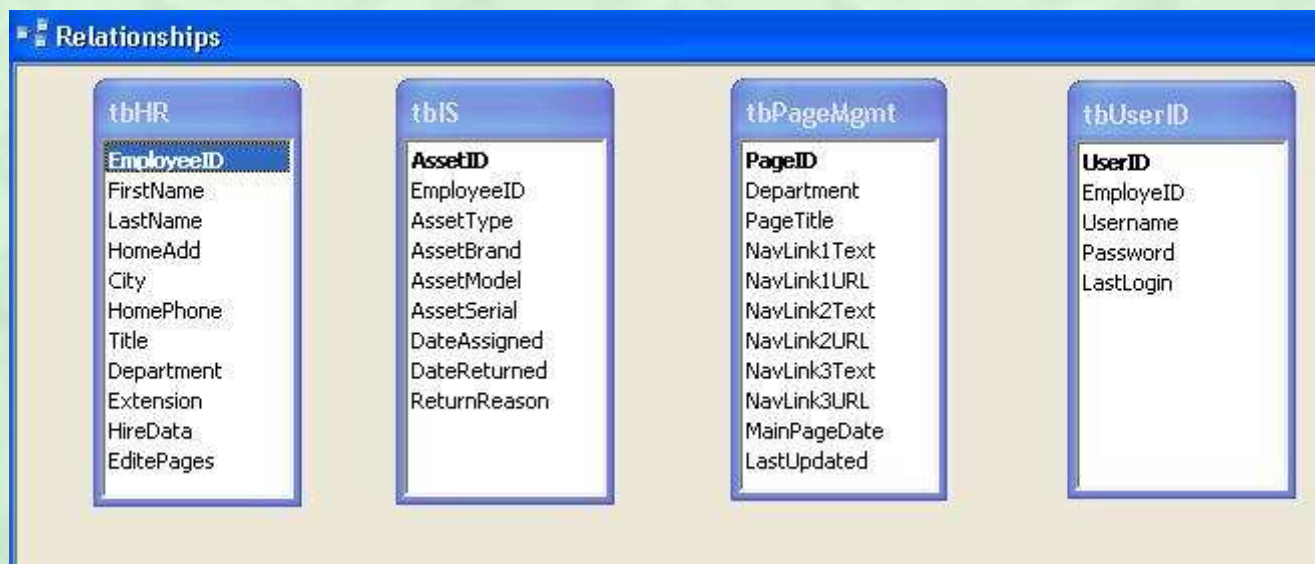 Relationships
tbHR
EmployeeID
FirstName
LastName
HomeAdd
City
HomePhone
Title
Department
Extension
HireData
EditePages
tbIS
AssetID
EmployeeID
AssetType
AssetBrand
AssetModel
AssetSerial
DateAssigned
DateReturned
ReturnReason
tbPageMgmt
PageID
Department
PageTitle
NavLink1Text
NavLink1URL
NavLink2Text
NavLink2URL
NavLink3Text
NavLink3URL
MainPageDate
LastUpdated
tbUserID
UserID
EmployeID
Username
Password
LastLogin